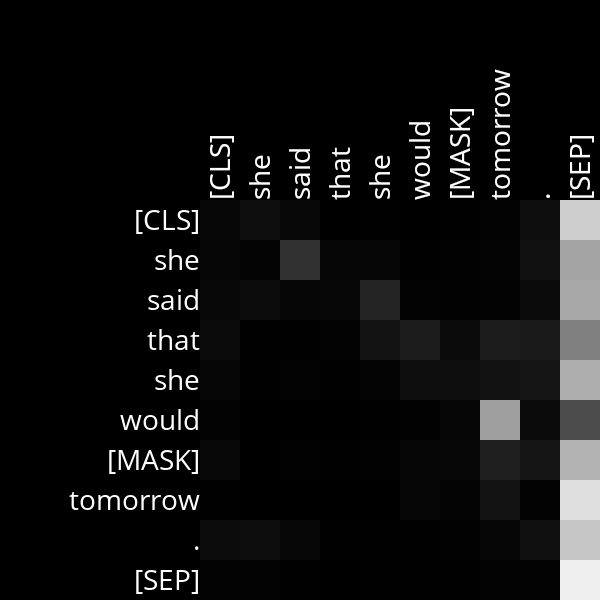 [CLS] she said that she would [MASK] tomorrow . [SEP]
[CLS]
she
said
that
she
would
[MASK]
tomorrow
.
[SEP]